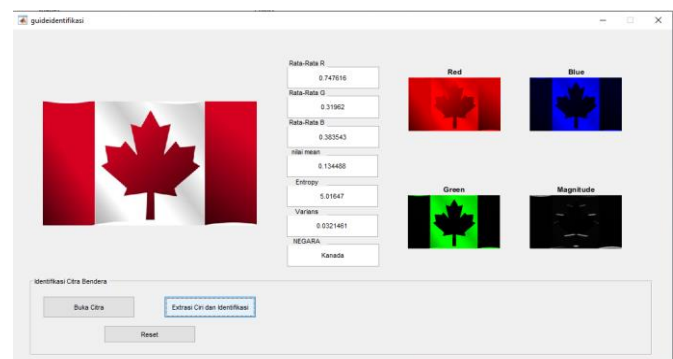 guideidentifikasi
Rata-Rata R
0.747616
Rata-Rata G
0.31962
Rata-Rata B
0.383543
nilai mean
0.134488
Entropy
5.01647
Varians
0.0321461
NEGARA
Kanada
Red
Blue
Green
Magnitude
Identifikasi Citra Bendera
Buka Citra
Extrasi Ciri dan Identifikasi
Reset